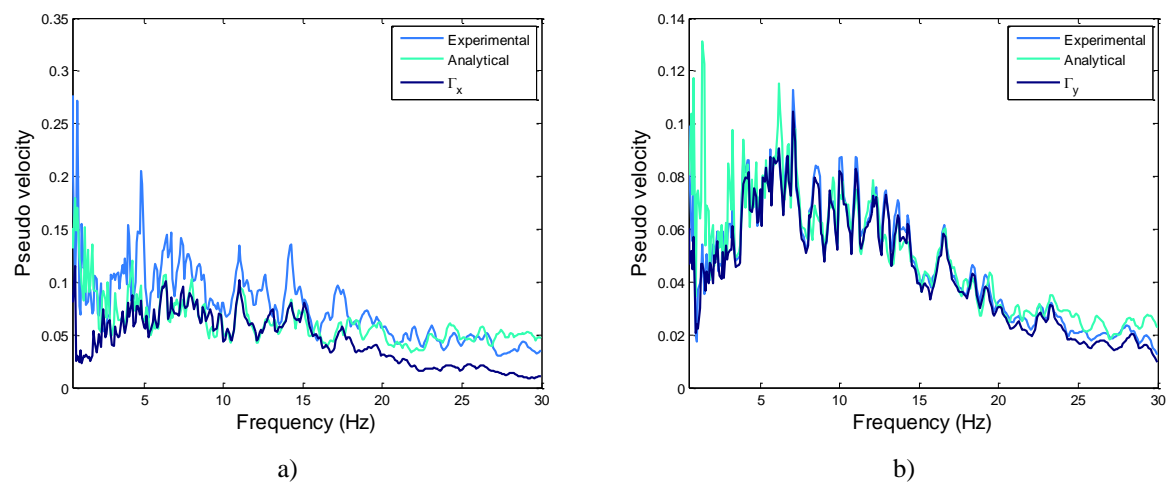 0.35
0.3
0.25
0.2
0.15
0.1
0.05
0
5
10
15
20
25
30
Pseudo velocity
Frequency (Hz)
Experimental
Analytical
Γx
a)
0.14
0.12
0.1
0.08
0.06
0.04
0.02
0
5
10
15
20
25
30
Pseudo velocity
Frequency (Hz)
Experimental
Analytical
Γy
b)